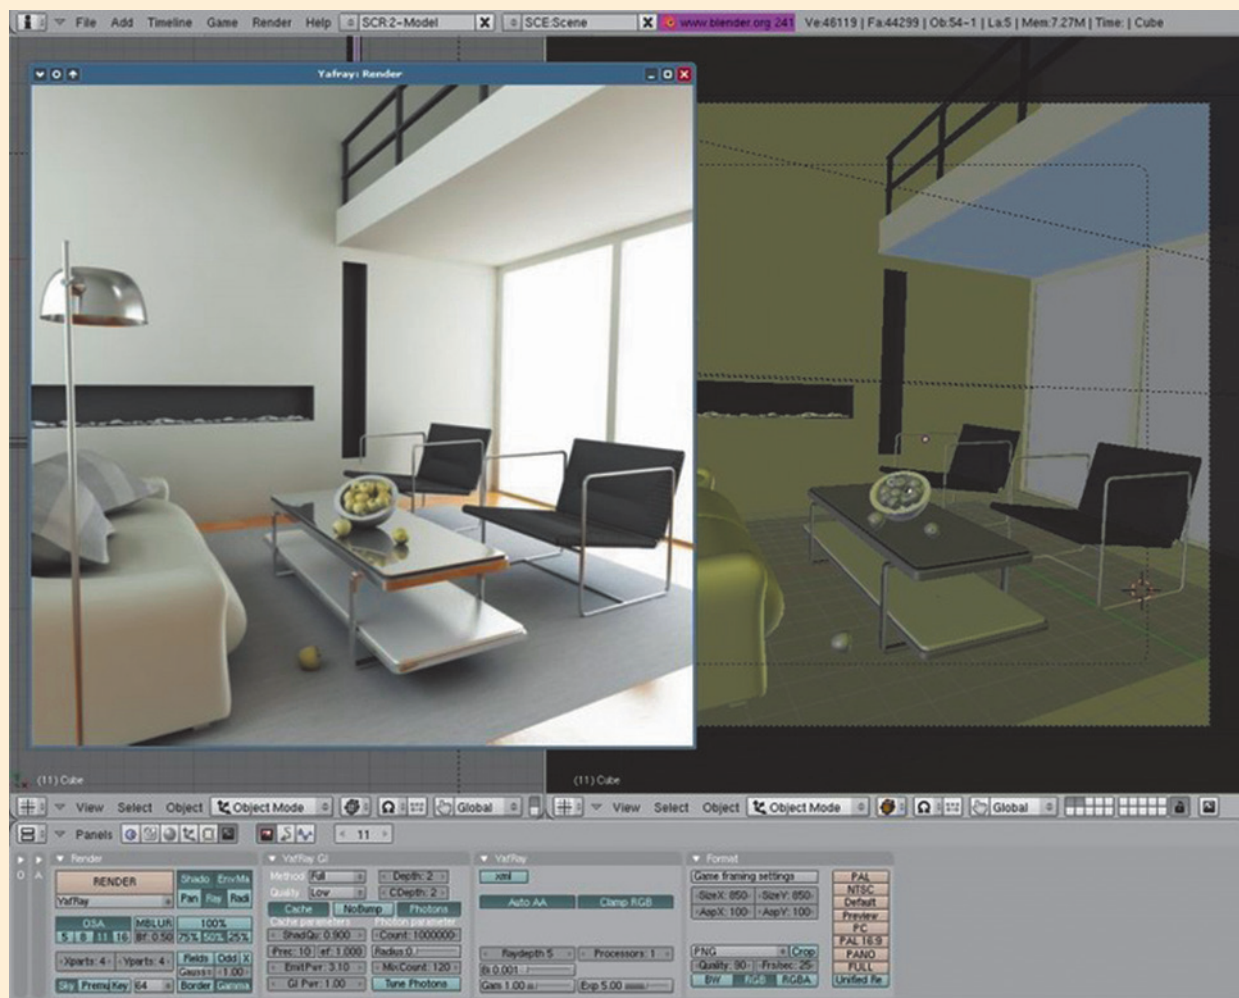 File Add Timeline Game Render Help SCR:2-Model X SCE:Scene X www.blender.org 241 Ve:46119 | Fa:44299 | Ob:54-1 | La:5 | Mem:7.27M | Time: | Cube
Yafray: Render
(11) Cube
(11) Cube
View Select Object Object Mode Global
View Select Object Object Mode Global
Panels 11
Render
RENDER
YafRay
Shado EnvMa
Pan Ray Radi
OSA MBLUR 100%
5 8 11 16 Bf: 0.50 75% 50% 25%
Xparts: 4 Yparts: 4 Fields Odd X
Gauss 1.00
Sky Premu Key 64 Border Gamma
YafRay GI
Method Full Depth: 2
Quality Low CDepth: 2
Cache NoBump Photons
Cache parameters Photon parameter
ShadQu: 0.900 Count: 1000000
Prec: 10 ef: 1.000 Radius:0.
EmitPwr: 3.10 MixCount: 120
GI Pwr: 1.00 Tune Photons
YafRay
xml
Auto AA Clamp RGB
Raydepth 5 Processors: 1
Bi 0.001
Gam 1.00 Exp 5.00
Format
Game framing settings
SizeX: 850 SizeY: 850
AspX: 100 AspY: 100
PNG Crop
Quality: 90 Frs/sec: 25
BW RGB RGBA
PAL
NTSC
Default
Preview
PC
PAL 16:9
PANO
FULL
Unified Re